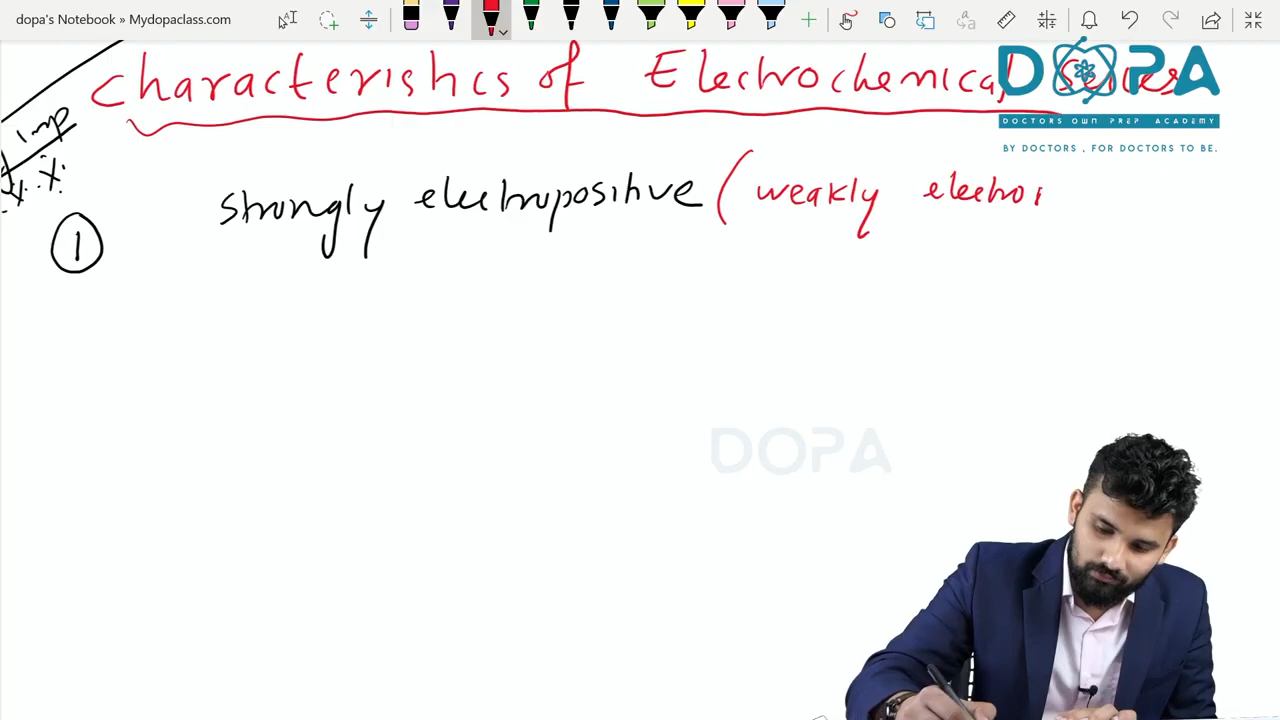 dopa's Notebook » Mydopaclass.com
Characteristics of Electrochemical Series
DOPA
DOCTORS OWN PREP ACADEMY
BY DOCTORS , FOR DOCTORS TO BE.
imp
strongly electropositive ( weakly electro
1
DOPA